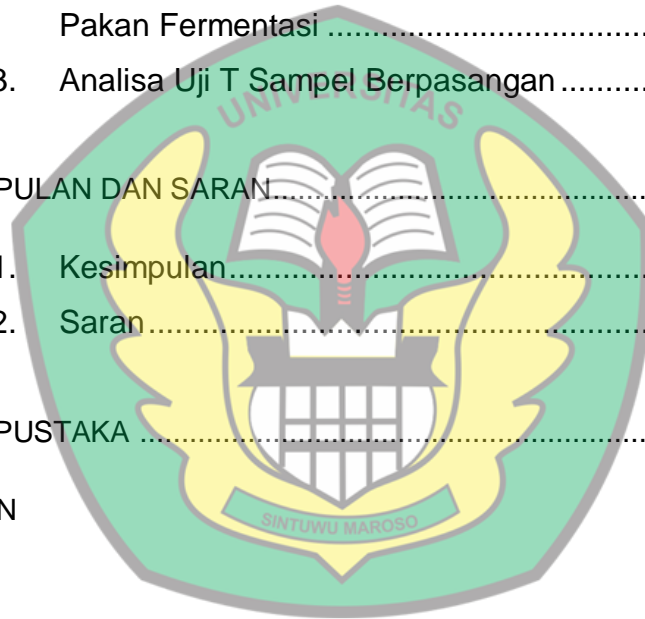 Pakan Fermentasi ....................................
3. Analisa Uji T Sampel Berpasangan ...........
UNIVERSITAS
PULAN DAN SARAN..................................................
1. Kesimpulan...................................................
2. Saran.............................................................
PUSTAKA ..............................................................
N
SINTUWU MAROSO